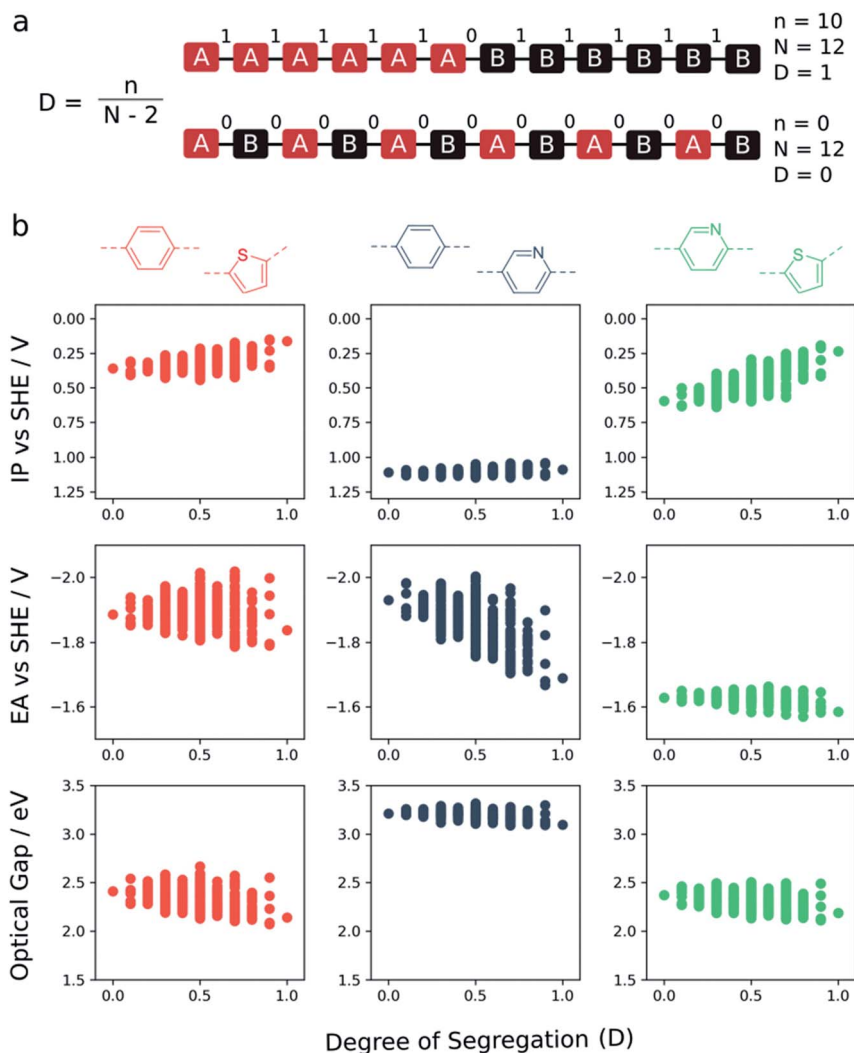 a
1 1 1 1 1 0 1 1 1 1 1
A A A A A A B B B B B B
n = 10
N = 12
D = 1
D = n
N - 2
0 0 0 0 0 0 0 0 0 0 0
A B A B A B A B A B A B
n = 0
N = 12
D = 0
b
S N N S
IP vs SHE / V
0.00 0.00 0.00
0.25 0.25 0.25
0.50 0.50 0.50
0.75 0.75 0.75
1.00 1.00 1.00
1.25 1.25 1.25
0.0 0.5 1.0 0.0 0.5 1.0 0.0 0.5 1.0
EA vs SHE / V
−2.0 −2.0 −2.0
−1.8 −1.8 −1.8
−1.6 −1.6 −1.6
0.0 0.5 1.0 0.0 0.5 1.0 0.0 0.5 1.0
Optical Gap / eV
3.5 3.5 3.5
3.0 3.0 3.0
2.5 2.5 2.5
2.0 2.0 2.0
1.5 1.5 1.5
0.0 0.5 1.0 0.0 0.5 1.0 0.0 0.5 1.0
Degree of Segregation (D)